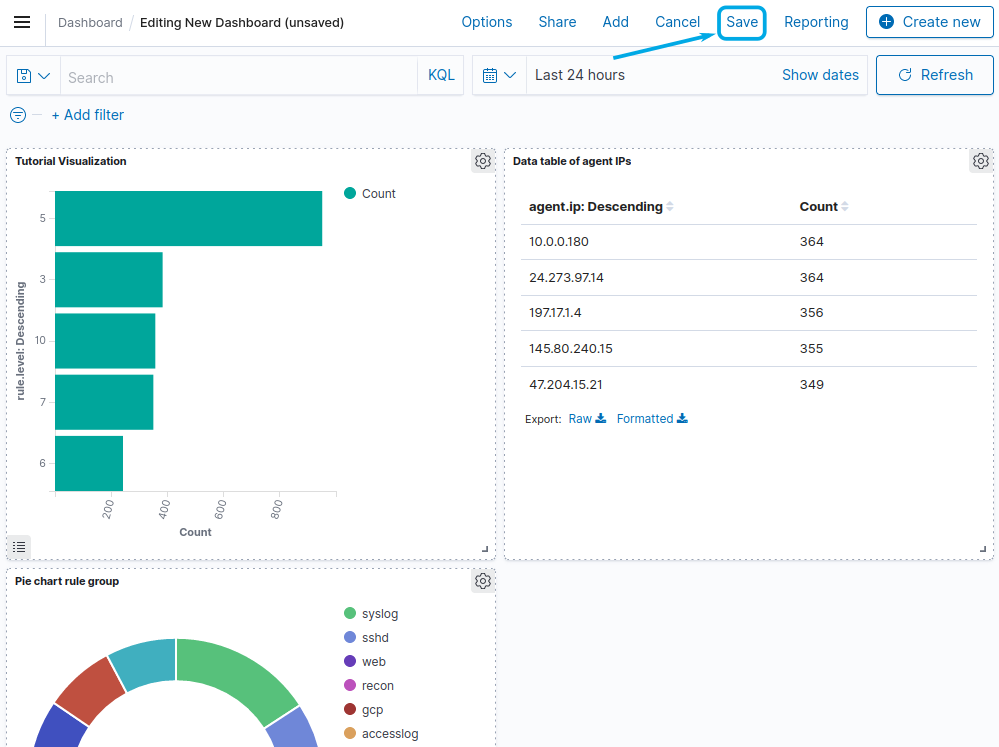 Dashboard / Editing New Dashboard (unsaved) Options Share Add Cancel Save Reporting Create new
Search KQL Last 24 hours Show dates Refresh
+ Add filter
Tutorial Visualization
Count
5
3
10
7
6
rule.level: Descending
200 400 600 800
Count
Data table of agent IPs
agent.ip: Descending Count
10.0.0.180 364
24.273.97.14 364
197.17.1.4 356
145.80.240.15 355
47.204.15.21 349
Export: Raw Formatted
Pie chart rule group
syslog
sshd
web
recon
gcp
accesslog